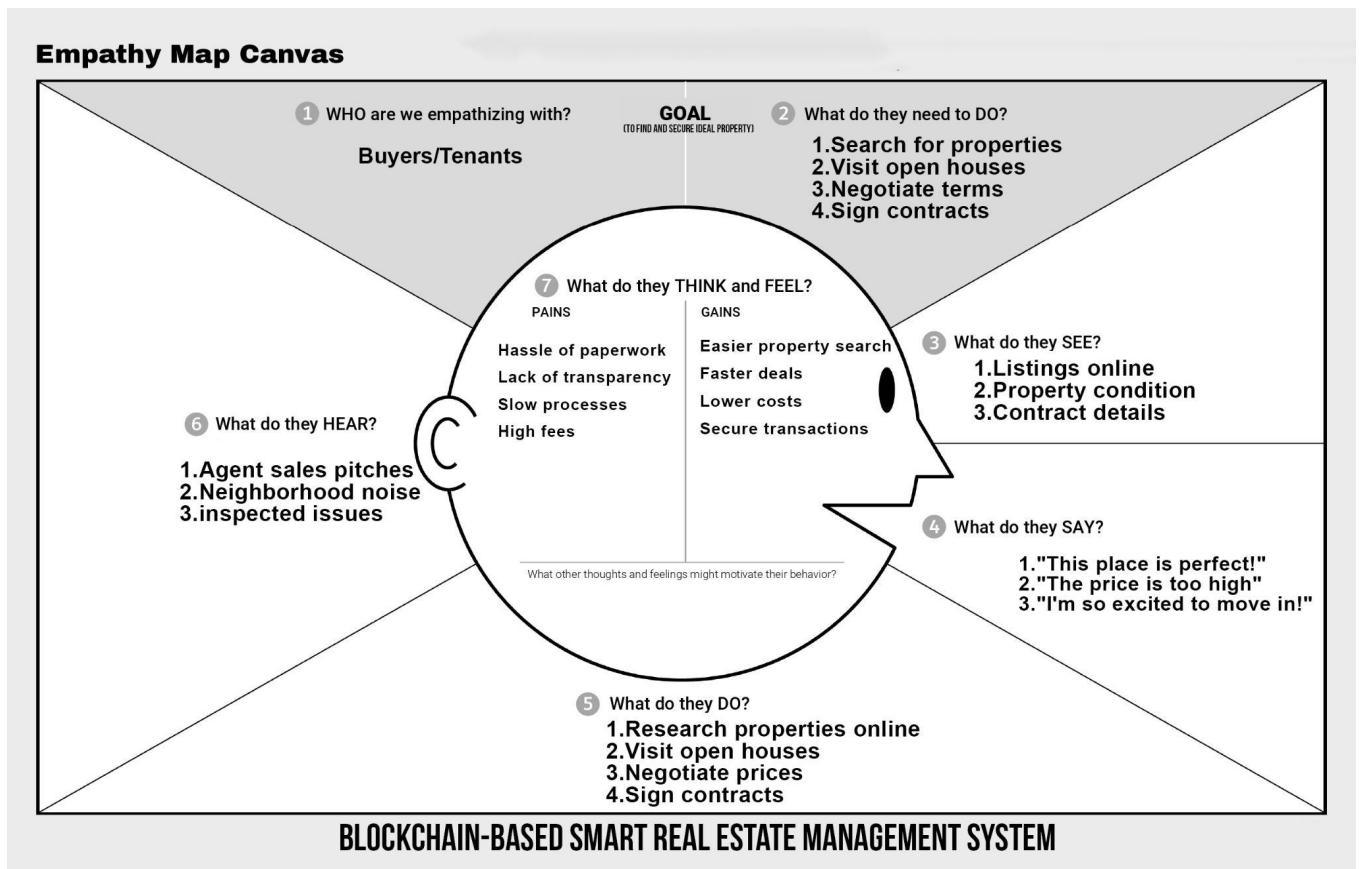 Empathy Map Canvas
1 WHO are we empathizing with?
Buyers/Tenants
GOAL
(TO FIND AND SECURE IDEAL PROPERTY)
2 What do they need to DO?
1.Search for properties
2.Visit open houses
3.Negotiate terms
4.Sign contracts
3 What do they SEE?
1.Listings online
2.Property condition
3.Contract details
4 What do they SAY?
1."This place is perfect!"
2."The price is too high"
3."I'm so excited to move in!"
5 What do they DO?
1.Research properties online
2.Visit open houses
3.Negotiate prices
4.Sign contracts
6 What do they HEAR?
1.Agent sales pitches
2.Neighborhood noise
3.inspected issues
7 What do they THINK and FEEL?
PAINS
Hassle of paperwork
Lack of transparency
Slow processes
High fees
GAINS
Easier property search
Faster deals
Lower costs
Secure transactions
What other thoughts and feelings might motivate their behavior?
BLOCKCHAIN-BASED SMART REAL ESTATE MANAGEMENT SYSTEM